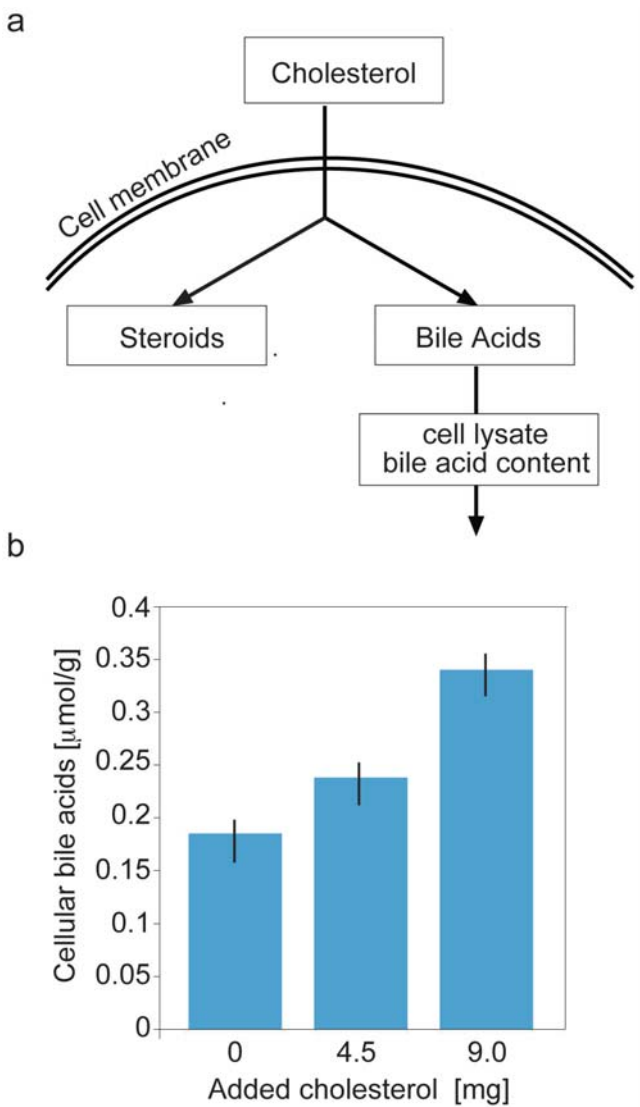 a
Cholesterol
Cell membrane
Steroids
Bile Acids
cell lysate
bile acid content
b
Cellular bile acids [μmol/g]
0.4
0.35
0.3
0.25
0.2
0.15
0.1
0.05
0
0 4.5 9.0
Added cholesterol [mg]